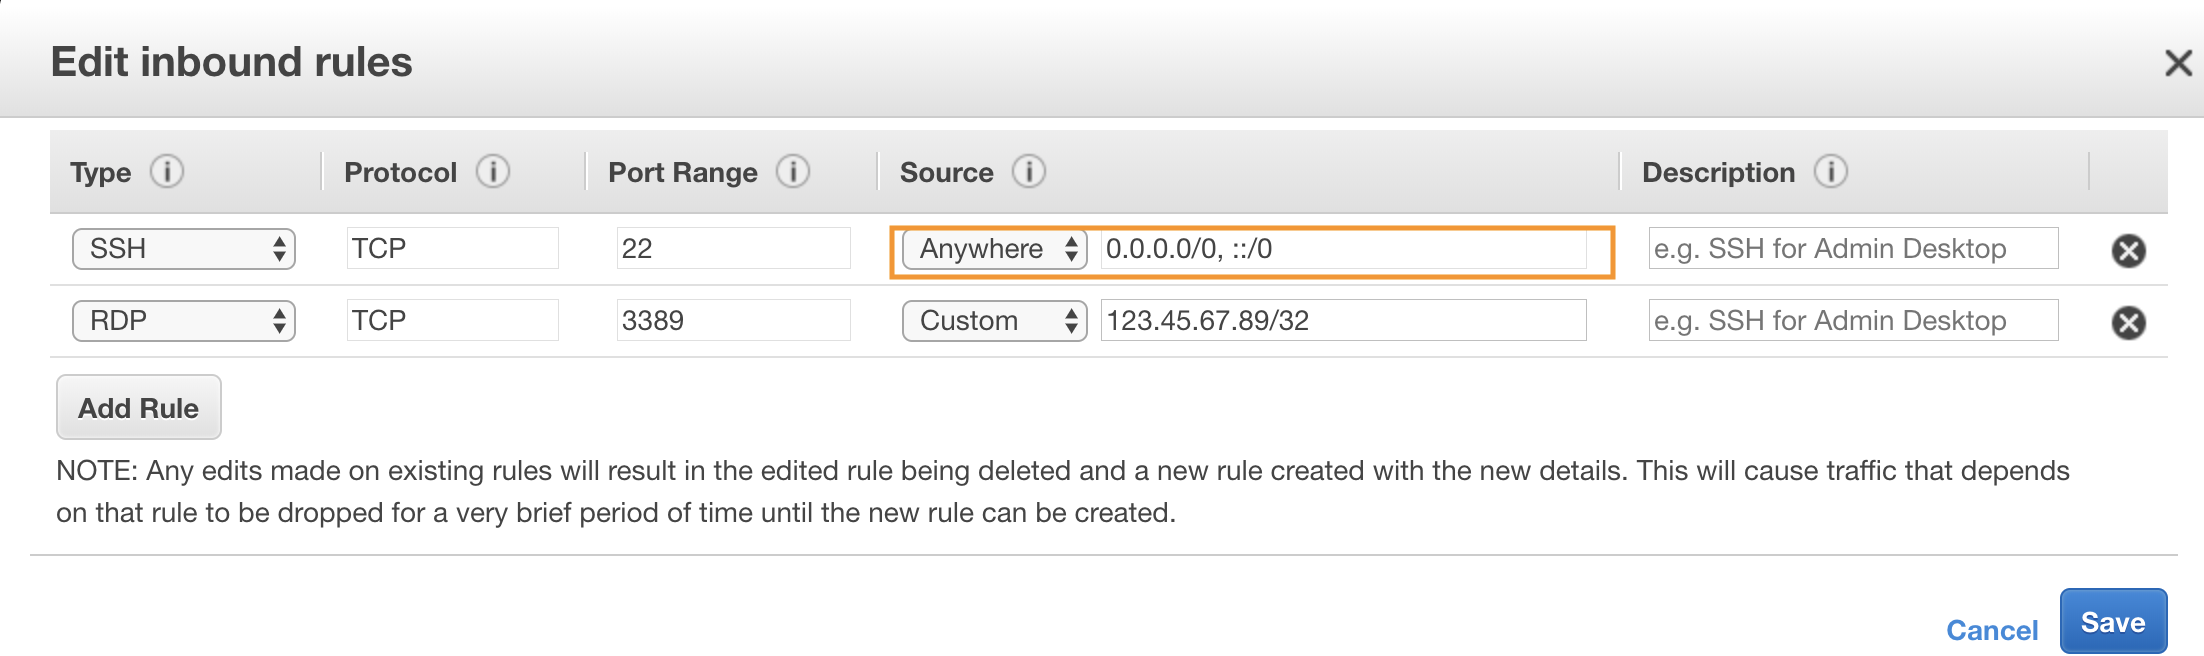 Edit inbound rules
Type Protocol Port Range Source Description
SSH TCP 22 Anywhere 0.0.0.0/0, ::/0 e.g. SSH for Admin Desktop
RDP TCP 3389 Custom 123.45.67.89/32 e.g. SSH for Admin Desktop
Add Rule
NOTE: Any edits made on existing rules will result in the edited rule being deleted and a new rule created with the new details. This will cause traffic that depends
on that rule to be dropped for a very brief period of time until the new rule can be created.
Cancel Save